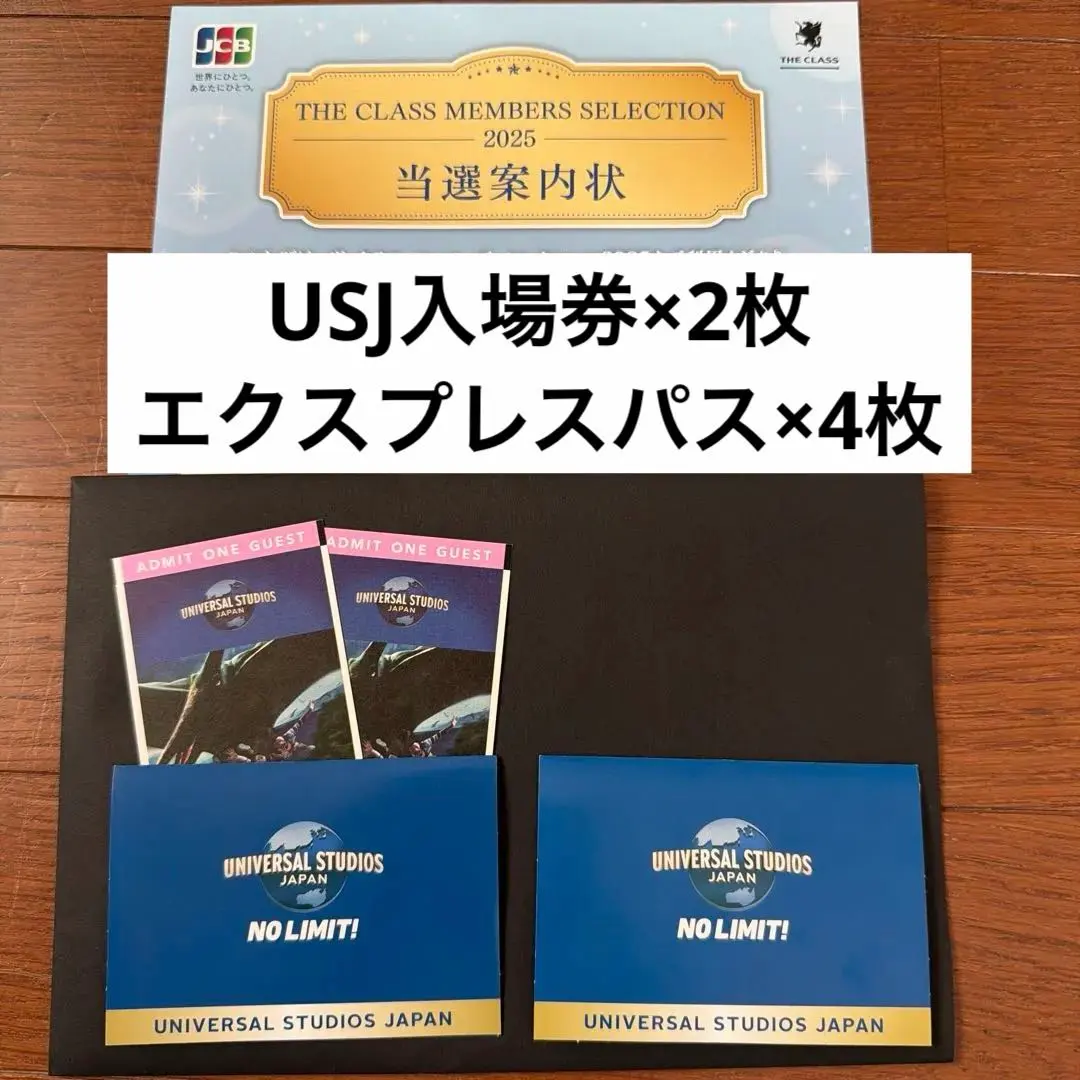 JCB
世界にひとつ。
あなたにひとつ。
THE CLASS
THE CLASS MEMBERS SELECTION
2025
当選案内状
USJ入場券×2枚
エクスプレスパス×4枚
ADMIT ONE GUEST
ADMIT ONE GUEST
UNIVERSAL STUDIOS
JAPAN
UNIVERSAL STUDIOS
JAPAN
UNIVERSAL STUDIOS
JAPAN
NO LIMIT!
UNIVERSAL STUDIOS JAPAN
UNIVERSAL STUDIOS
JAPAN
NO LIMIT!
UNIVERSAL STUDIOS JAPAN